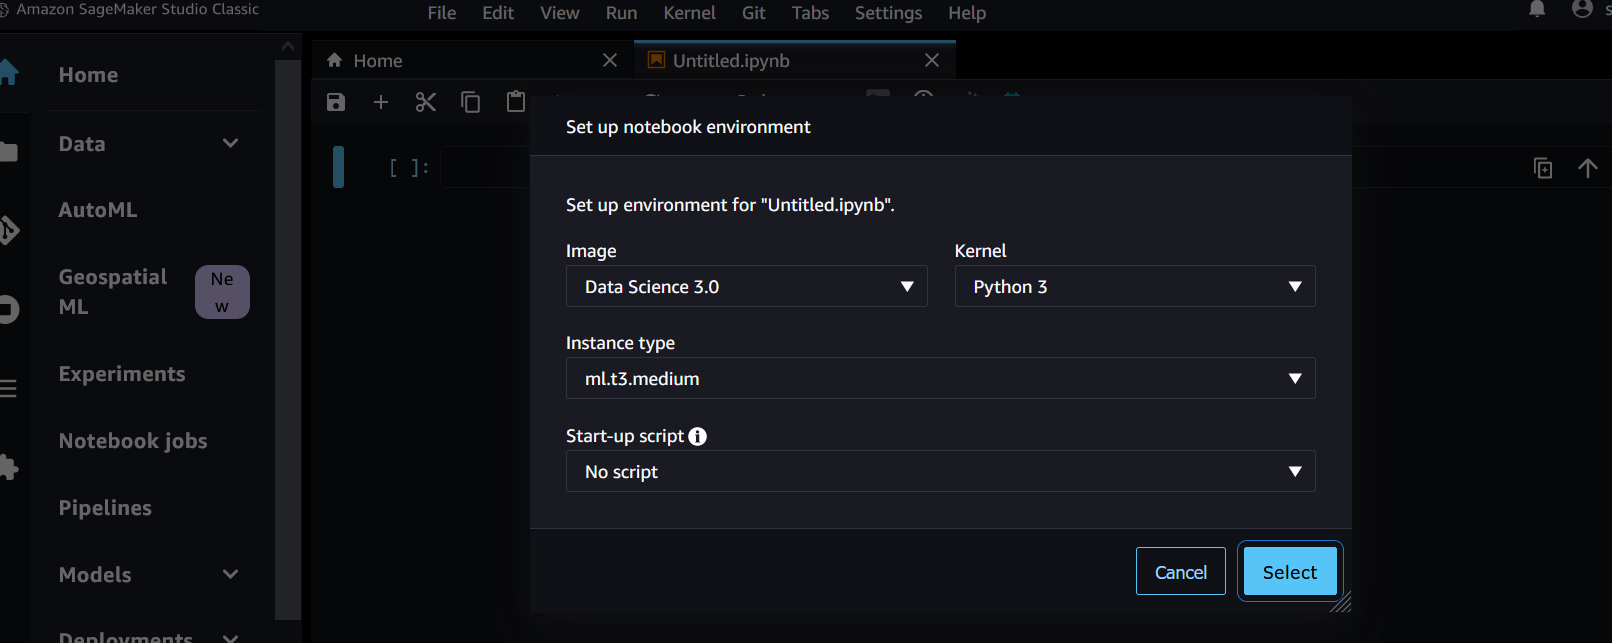 Amazon SageMaker Studio Classic
File Edit View Run Kernel Git Tabs Settings Help
Home
Data
AutoML
Geospatial
ML
Ne
w
Experiments
Notebook jobs
Pipelines
Models
Deployments
Home
Untitled.ipynb
[ ]:
Set up notebook environment
Set up environment for "Untitled.ipynb".
Image
Data Science 3.0
Kernel
Python 3
Instance type
ml.t3.medium
Start-up script
No script
Cancel
Select